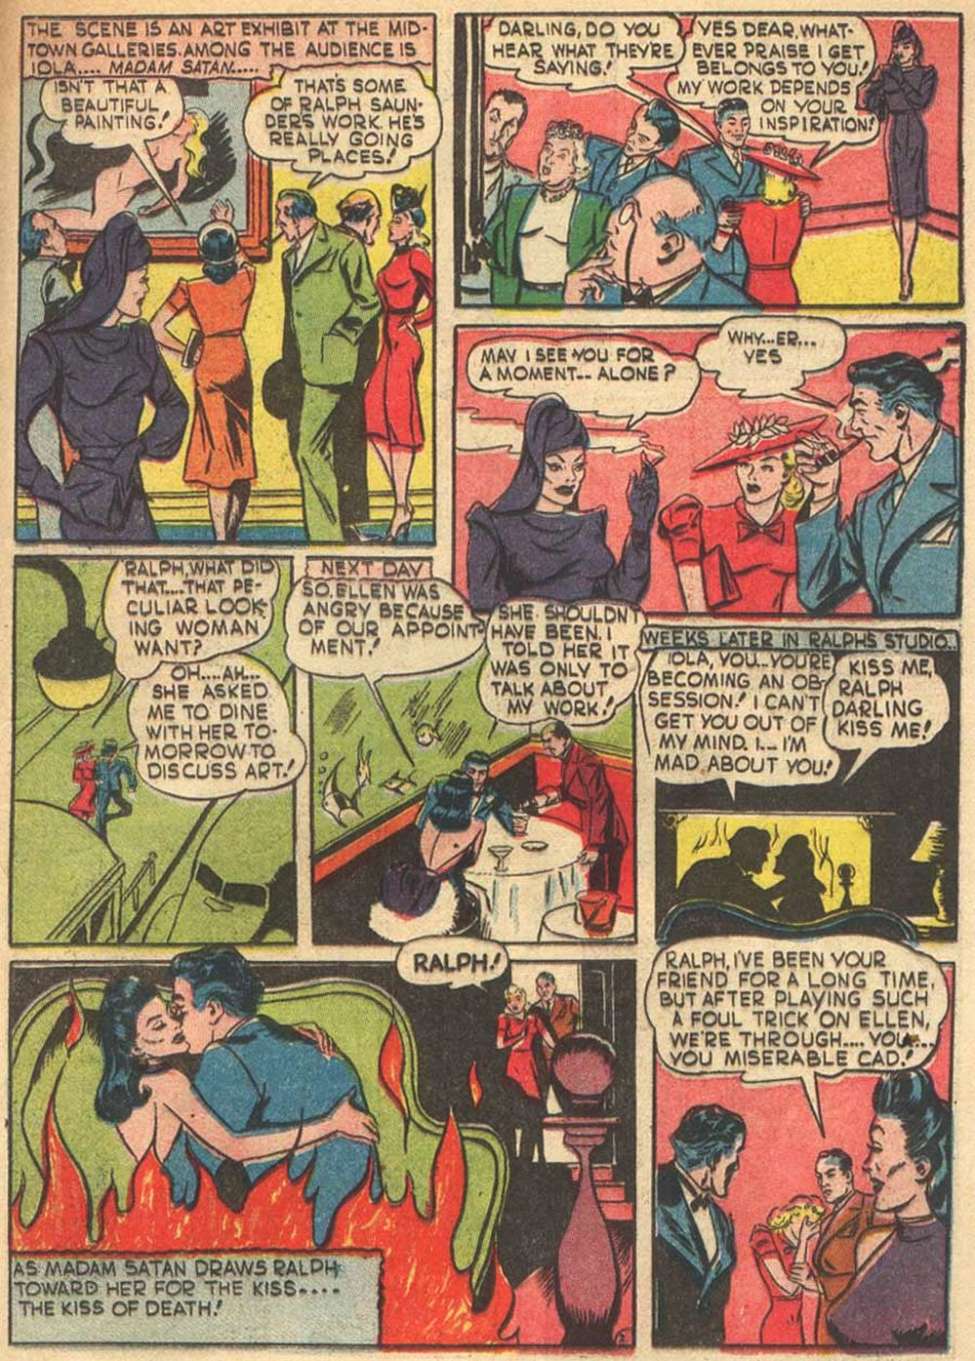 THE SCENE IS AN ART EXHIBIT AT THE MID-
TOWN GALLERIES. AMONG THE AUDIENCE IS
IOLA.... MADAM SATAN.....
ISN'T THAT A
BEAUTIFUL
PAINTING!
THAT'S SOME
OF RALPH SAUN-
DERS WORK. HE'S
REALLY GOING
PLACES!
DARLING, DO YOU
HEAR WHAT THEY'RE
SAYING!
YES DEAR, WHAT-
EVER PRAISE I GET
BELONGS TO YOU!
MY WORK DEPENDS
ON YOUR
INSPIRATION!
MAY I SEE YOU FOR
A MOMENT-- ALONE?
WHY...ER...
YES
RALPH, WHAT DID
THAT....THAT PE-
CULIAR LOOK-
ING WOMAN
WANT?
OH....AH...
SHE ASKED
ME TO DINE
WITH HER TO-
MORROW TO
DISCUSS ART!
NEXT DAY
SO, ELLEN WAS
ANGRY BECAUSE
OF OUR APPOINT-
MENT!
SHE SHOULDN'T
HAVE BEEN. I
TOLD HER IT
WAS ONLY TO
TALK ABOUT
MY WORK!
WEEKS LATER IN RALPH'S STUDIO..
IOLA, YOU...YOU'RE
BECOMING AN OB-
SESSION! I CAN'T
GET YOU OUT OF
MY MIND. I... I'M
MAD ABOUT YOU!
KISS ME,
RALPH
DARLING
KISS ME!
RALPH!
AS MADAM SATAN DRAWS RALPH
TOWARD HER FOR THE KISS....
THE KISS OF DEATH!
2
RALPH, I'VE BEEN YOUR
FRIEND FOR A LONG TIME,
BUT AFTER PLAYING SUCH
A FOUL TRICK ON ELLEN,
WE'RE THROUGH.... YOU...
YOU MISERABLE CAD!